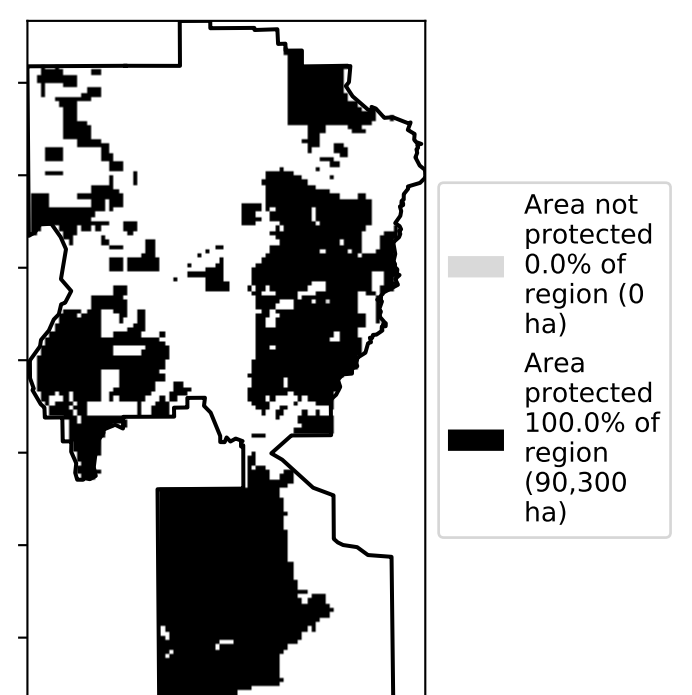 Area not
protected
0.0% of
region (0
ha)
Area
protected
100.0% of
region
(90,300
ha)